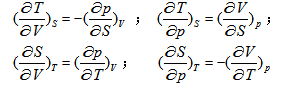 (∂T/∂V)_S = -(∂p/∂S)_V ; (∂T/∂p)_S = (∂V/∂S)_p ;
(∂S/∂V)_T = (∂p/∂T)_V ; (∂S/∂p)_T = -(∂V/∂T)_p